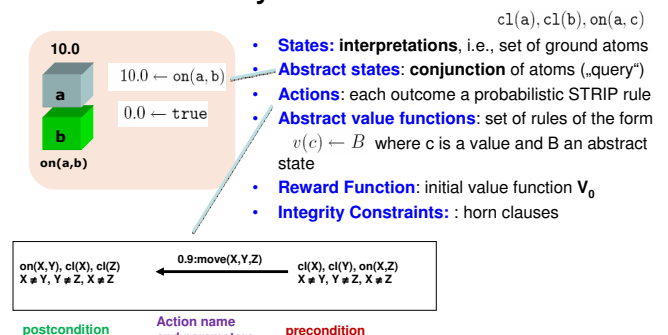 cl(a), cl(b), on(a, c)
10.0
a
b
on(a,b)
10.0 ← on(a, b)
0.0 ← true
• States: interpretations, i.e., set of ground atoms
• Abstract states: conjunction of atoms („query“)
• Actions: each outcome a probabilistic STRIP rule
• Abstract value functions: set of rules of the form
v(c) ← B where c is a value and B an abstract
state
• Reward Function: initial value function V₀
• Integrity Constraints: : horn clauses
on(X,Y), cl(X), cl(Z)
X ≠ Y, Y ≠ Z, X ≠ Z
0.9:move(X,Y,Z)
cl(X), cl(Y), on(X,Z)
X ≠ Y, Y ≠ Z, X ≠ Z
postcondition
Action name
precondition